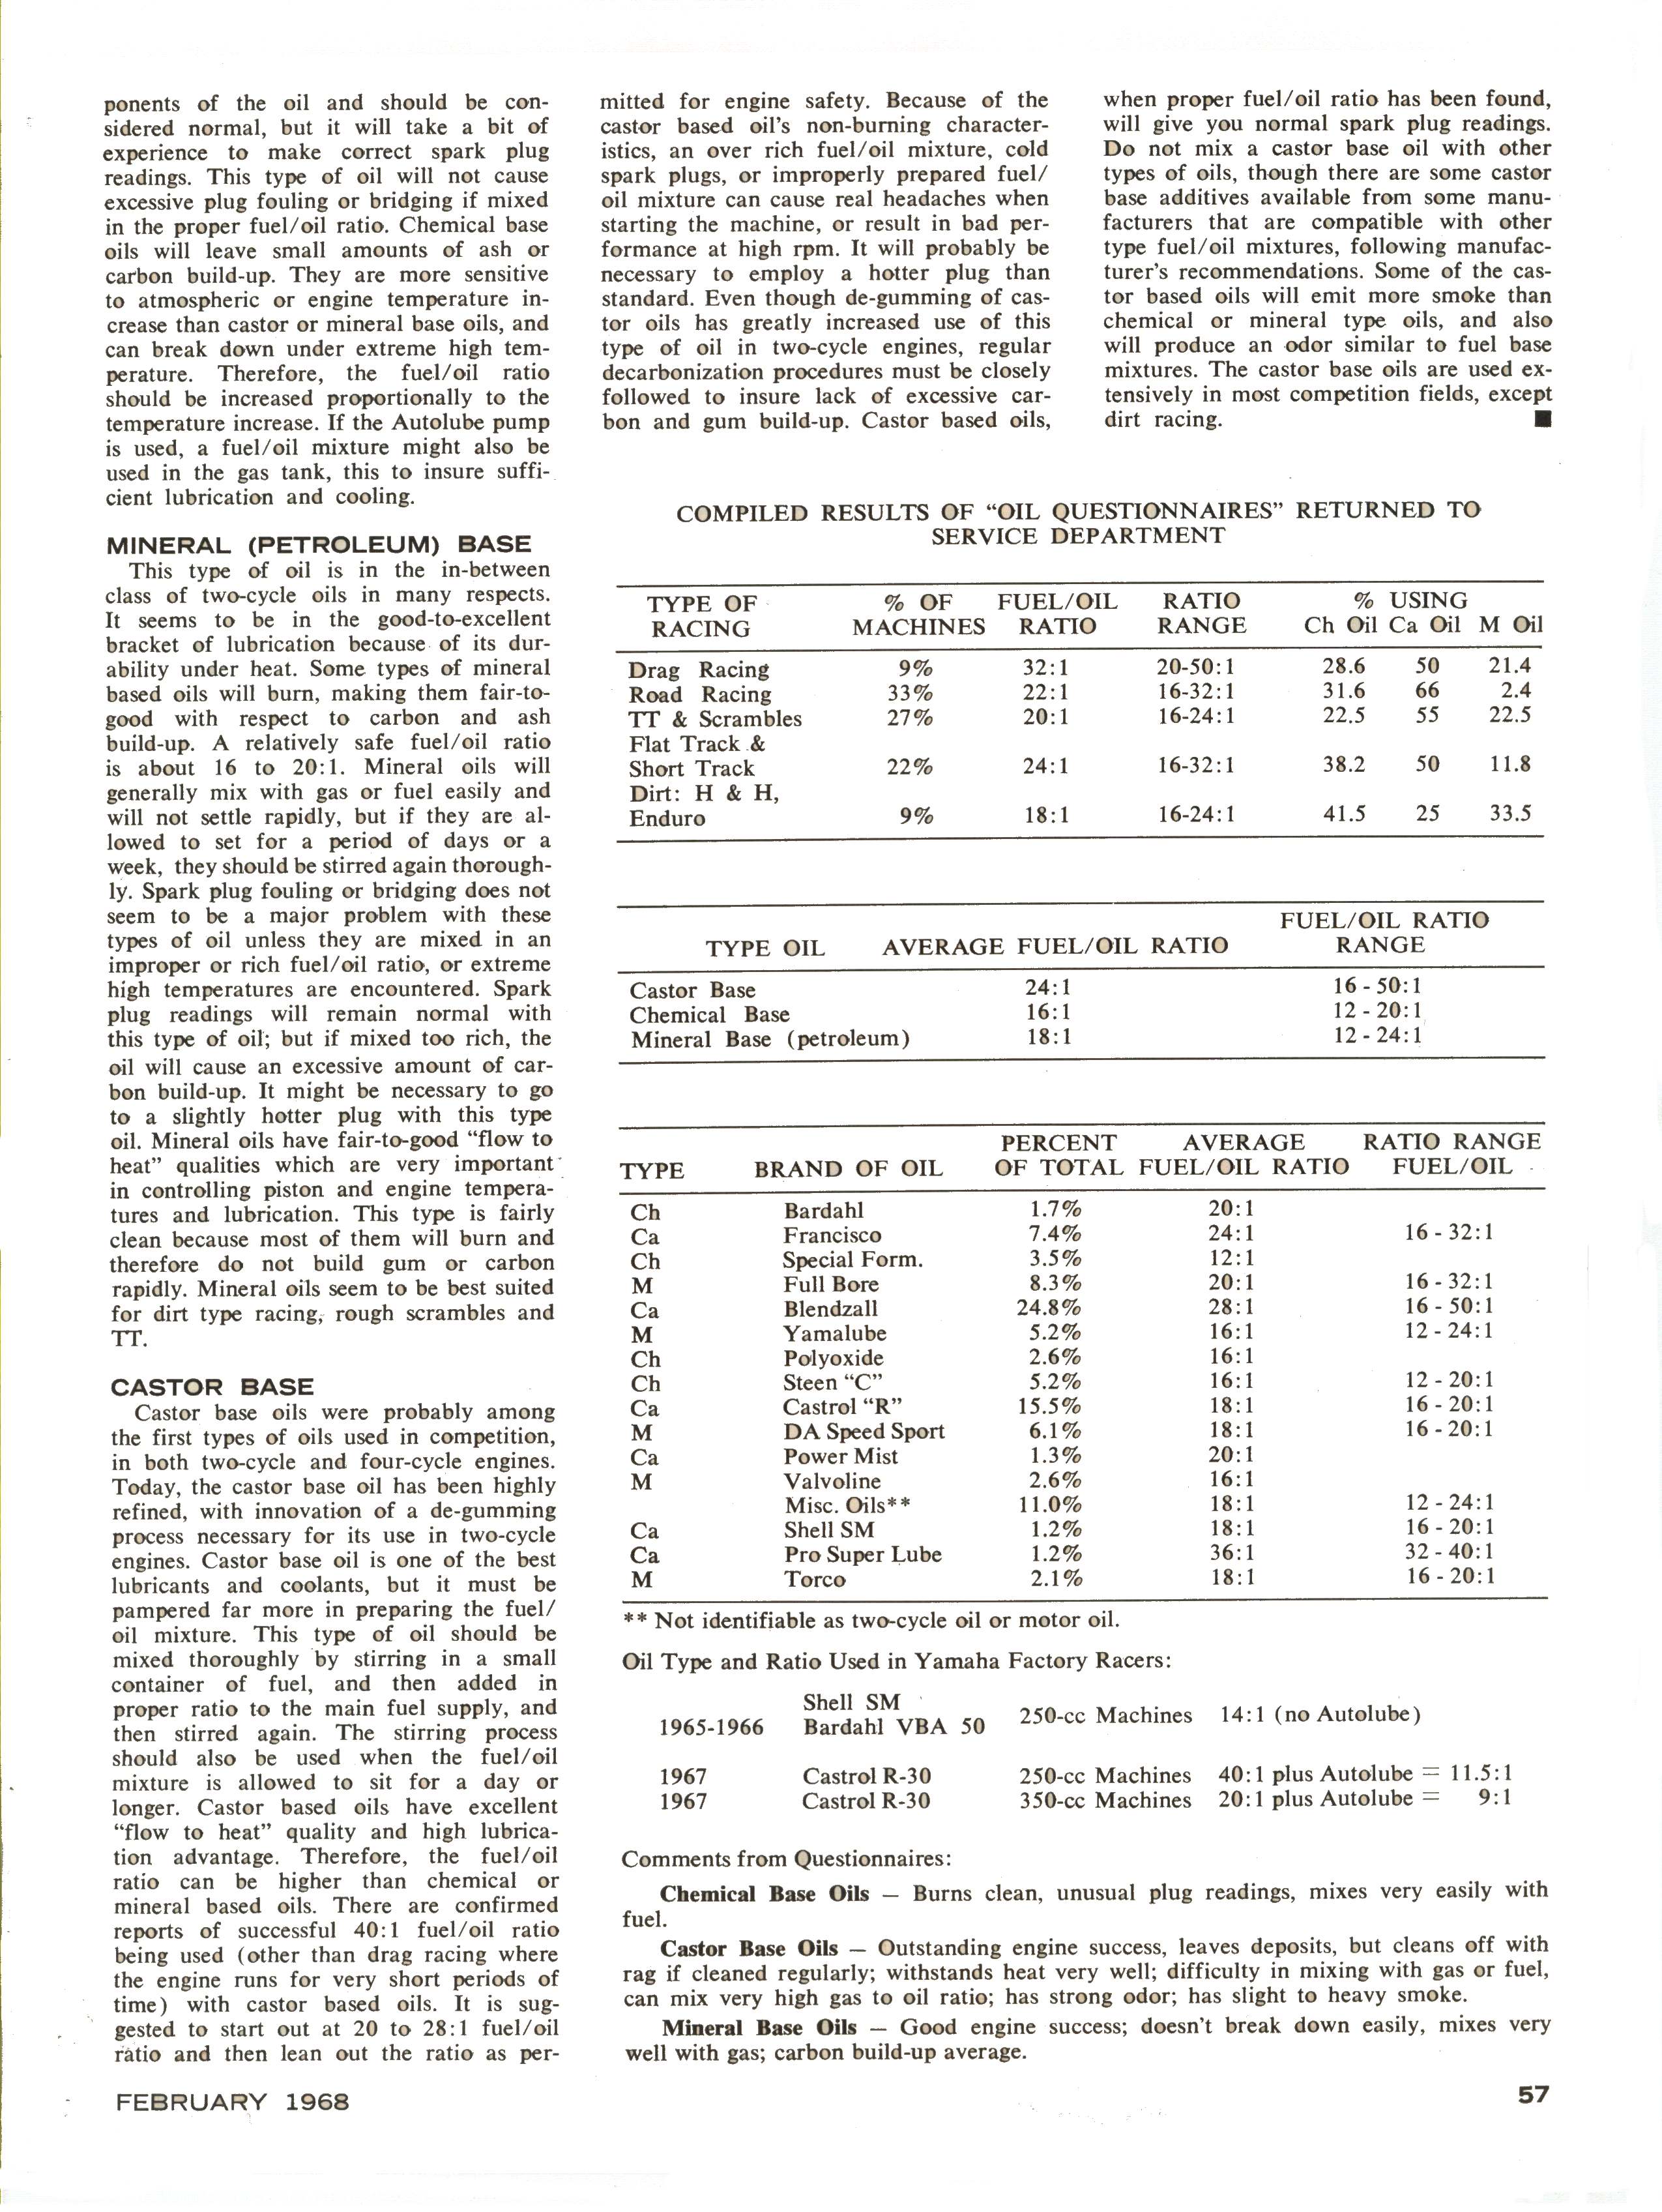 ponents of the oil and should be con-
sidered normal, but it will take a bit of
experience to make correct spark plug
readings. This type of oil will not cause
excessive plug fouling or bridging if mixed
in the proper fuel/oil ratio. Chemical base
oils will leave small amounts of ash or
carbon build-up. They are more sensitive
to atmospheric or engine temperature in-
crease than castor or mineral base oils, and
can break down under extreme high tem-
perature. Therefore, the fuel/oil ratio
should be increased proportionally to the
temperature increase. If the Autolube pump
is used, a fuel/oil mixture might also be
used in the gas tank, this to insure suffi-
cient lubrication and cooling.
MINERAL (PETROLEUM) BASE
This type of oil is in the in-between
class of two-cycle oils in many respects.
It seems to be in the good-to-excellent
bracket of lubrication because of its dur-
ability under heat. Some types of mineral
based oils will burn, making them fair-to-
good with respect to carbon and ash
build-up. A relatively safe fuel/oil ratio
is about 16 to 20:1. Mineral oils will
generally mix with gas or fuel easily and
will not settle rapidly, but if they are al-
lowed to set for a period of days or a
week, they should be stirred again thorough-
ly. Spark plug fouling or bridging does not
seem to be a major problem with these
types of oil unless they are mixed in an
improper or rich fuel/oil ratio, or extreme
high temperatures are encountered. Spark
plug readings will remain normal with
this type of oil; but if mixed too rich, the
oil will cause an excessive amount of car-
bon build-up. It might be necessary to go
to a slightly hotter plug with this type
oil. Mineral oils have fair-to-good “flow to
heat” qualities which are very important
in controlling piston and engine tempera-
tures and lubrication. This type is fairly
clean because most of them will burn and
therefore do not build gum or carbon
rapidly. Mineral oils seem to be best suited
for dirt type racing, rough scrambles and
TT.
CASTOR BASE
Castor base oils were probably among
the first types of oils used in competition,
in both two-cycle and four-cycle engines.
Today, the castor base oil has been highly
refined, with innovation of a de-gumming
process necessary for its use in two-cycle
engines. Castor base oil is one of the best
lubricants and coolants, but it must be
pampered far more in preparing the fuel/
oil mixture. This type of oil should be
mixed thoroughly by stirring in a small
container of fuel, and then added in
proper ratio to the main fuel supply, and
then stirred again. The stirring process
should also be used when the fuel/oil
mixture is allowed to sit for a day or
longer. Castor based oils have excellent
“flow to heat” quality and high lubrica-
tion advantage. Therefore, the fuel/oil
ratio can be higher than chemical or
mineral based oils. There are confirmed
reports of successful 40:1 fuel/oil ratio
being used (other than drag racing where
the engine runs for very short periods of
time) with castor based oils. It is sug-
gested to start out at 20 to 28:1 fuel/oil
ratio and then lean out the ratio as per-
mitted for engine safety. Because of the
castor based oil's non-burning character-
istics, an over rich fuel/oil mixture, cold
spark plugs, or improperly prepared fuel/
oil mixture can cause real headaches when
starting the machine, or result in bad per-
formance at high rpm. It will probably be
necessary to employ a hotter plug than
standard. Even though de-gumming of cas-
tor oils has greatly increased use of this
type of oil in two-cycle engines, regular
decarbonization procedures must be closely
followed to insure lack of excessive car-
bon and gum build-up. Castor based oils,
when proper fuel/oil ratio has been found,
will give you normal spark plug readings.
Do not mix a castor base oil with other
types of oils, though there are some castor
base additives available from some manu-
facturers that are compatible with other
type fuel/oil mixtures, following manufac-
turer's recommendations. Some of the cas-
tor based oils will emit more smoke than
chemical or mineral type oils, and also
will produce an odor similar to fuel base
mixtures. The castor base oils are used ex-
tensively in most competition fields, except
dirt racing. ■
COMPILED RESULTS OF “OIL QUESTIONNAIRES” RETURNED TO
SERVICE DEPARTMENT
TYPE OF % OF FUEL/OIL RATIO % USING
RACING MACHINES RATIO RANGE Ch Oil Ca Oil M Oil
Drag Racing 9% 32:1 20-50:1 28.6 50 21.4
Road Racing 33% 22:1 16-32:1 31.6 66 2.4
TT & Scrambles 27% 20:1 16-24:1 22.5 55 22.5
Flat Track &
Short Track 22% 24:1 16-32:1 38.2 50 11.8
Dirt: H & H,
Enduro 9% 18:1 16-24:1 41.5 25 33.5
FUEL/OIL RATIO
TYPE OIL AVERAGE FUEL/OIL RATIO RANGE
Castor Base 24:1 16 - 50:1
Chemical Base 16:1 12 - 20:1
Mineral Base (petroleum) 18:1 12 - 24:1
PERCENT AVERAGE RATIO RANGE
TYPE BRAND OF OIL OF TOTAL FUEL/OIL RATIO FUEL/OIL
Ch Bardahl 1.7% 20:1
Ca Francisco 7.4% 24:1 16 - 32:1
Ch Special Form. 3.5% 12:1
M Full Bore 8.3% 20:1 16 - 32:1
Ca Blendzall 24.8% 28:1 16 - 50:1
M Yamalube 5.2% 16:1 12 - 24:1
Ch Polyoxide 2.6% 16:1
Ch Steen “C” 5.2% 16:1 12 - 20:1
Ca Castrol “R” 15.5% 18:1 16 - 20:1
M DA Speed Sport 6.1% 18:1 16 - 20:1
Ca Power Mist 1.3% 20:1
M Valvoline 2.6% 16:1
Misc. Oils** 11.0% 18:1 12 - 24:1
Ca Shell SM 1.2% 18:1 16 - 20:1
Ca Pro Super Lube 1.2% 36:1 32 - 40:1
M Torco 2.1% 18:1 16 - 20:1
** Not identifiable as two-cycle oil or motor oil.
Oil Type and Ratio Used in Yamaha Factory Racers:
Shell SM
1965-1966 Bardahl VBA 50 250-cc Machines 14:1 (no Autolube)
1967 Castrol R-30 250-cc Machines 40:1 plus Autolube = 11.5:1
1967 Castrol R-30 350-cc Machines 20:1 plus Autolube = 9:1
Comments from Questionnaires:
Chemical Base Oils — Burns clean, unusual plug readings, mixes very easily with
fuel.
Castor Base Oils — Outstanding engine success, leaves deposits, but cleans off with
rag if cleaned regularly; withstands heat very well; difficulty in mixing with gas or fuel,
can mix very high gas to oil ratio; has strong odor; has slight to heavy smoke.
Mineral Base Oils — Good engine success; doesn't break down easily, mixes very
well with gas; carbon build-up average.
FEBRUARY 1968
57